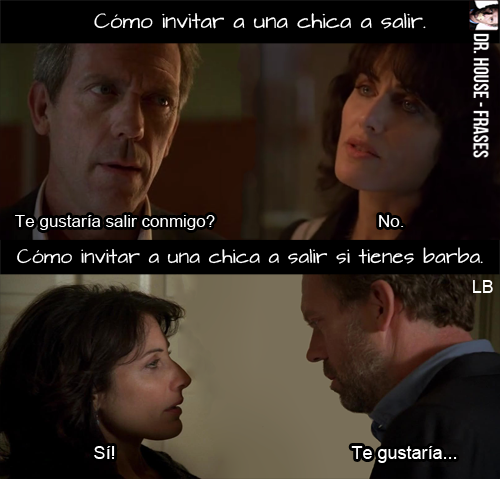 Cómo invitar a una chica a salir.
DR. HOUSE - FRASES
Te gustaría salir conmigo?
No.
Cómo invitar a una chica a salir si tienes barba.
LB
Sí!
Te gustaría...